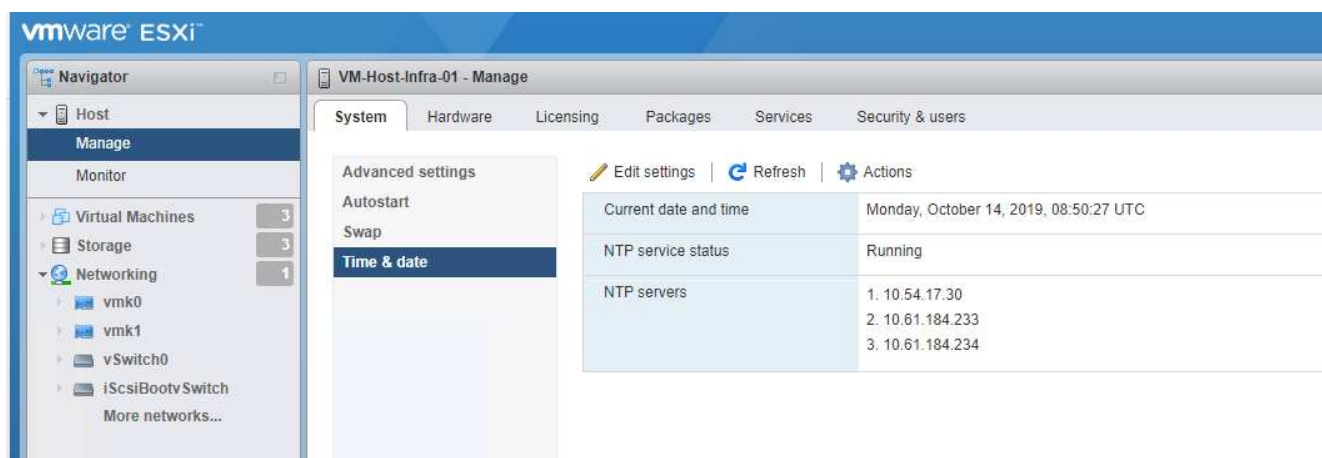 vmware® ESXi™
Navigator
VM-Host-Infra-01 - Manage
Host
Manage
Monitor
Virtual Machines 3
Storage 3
Networking 1
vmk0
vmk1
vSwitch0
iScsiBootvSwitch
More networks...
System Hardware Licensing Packages Services Security & users
Advanced settings
Autostart
Swap
Time & date
Edit settings | Refresh | Actions
Current date and time Monday, October 14, 2019, 08:50:27 UTC
NTP service status Running
NTP servers 1. 10.54.17.30
2. 10.61.184.233
3. 10.61.184.234